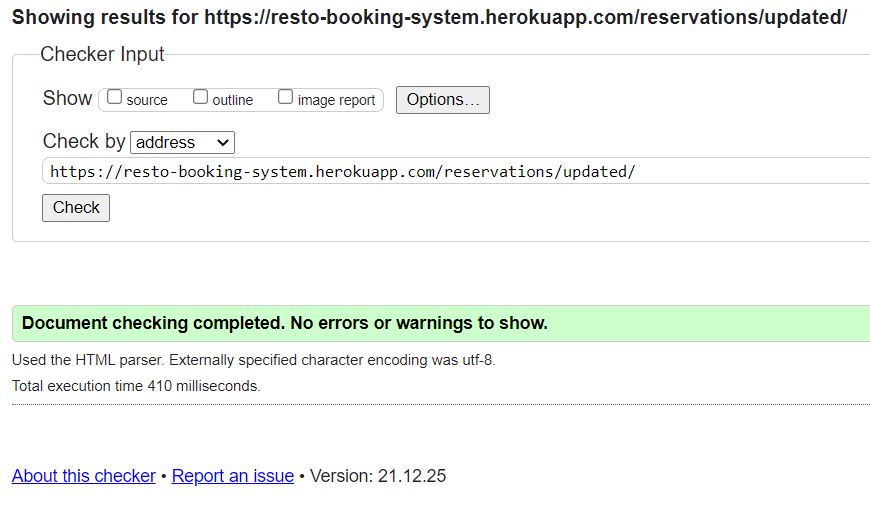 Showing results for https://resto-booking-system.herokuapp.com/reservations/updated/
Checker Input
Show source outline image report Options...
Check by address
https://resto-booking-system.herokuapp.com/reservations/updated/
Check
Document checking completed. No errors or warnings to show.
Used the HTML parser. Externally specified character encoding was utf-8.
Total execution time 410 milliseconds.
About this checker • Report an issue • Version: 21.12.25